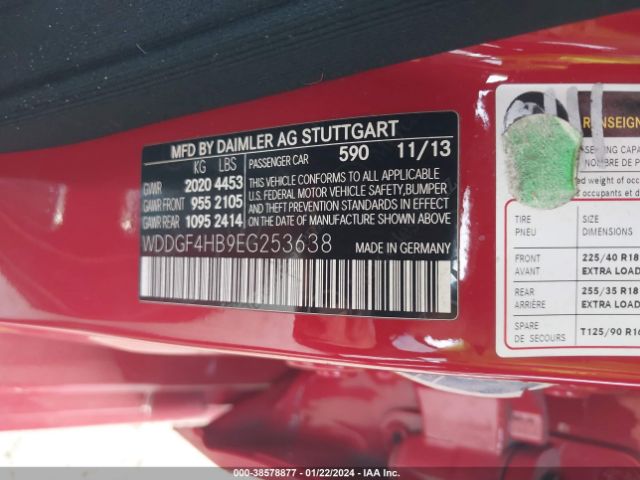 MFD BY DAIMLER AG STUTTGART
KG LBS
PASSENGER CAR 590 11/13
GVWR 2020 4453
GAWR FRONT 955 2105
GAWR REAR 1095 2414
THIS VEHICLE CONFORMS TO ALL APPLICABLE
U.S. FEDERAL MOTOR VEHICLE SAFETY, BUMPER
AND THEFT PREVENTION STANDARDS IN EFFECT
ON THE DATE OF MANUFACTURE SHOWN ABOVE
WDDGF4HB9EG253638
MADE IN GERMANY
RENSEIGN
SEATING CAPA
NOMBRE DE P
weight of occu
TIRE SIZE
PNEU DIMENSIONS
FRONT 225/40 R18
AVANT EXTRA LOAD
REAR 255/35 R18
ARRIÈRE EXTRA LOAD
SPARE T125/90 R16
DE SECOURS
000-38578877 - 01/22/2024 - IAA Inc.